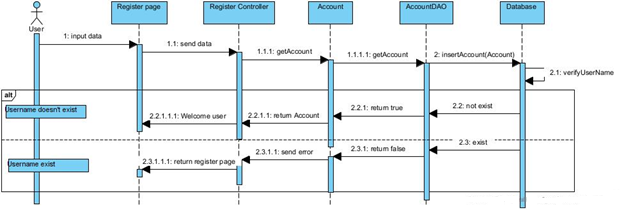 Register page
Register Controller
Account
AccountDAO
Database
User
1: input data
1.1: send data
1.1.1: getAccount
1.1.1.1: getAccount
2: insertAccount(Account)
2.1: verifyUserName
alt
Username doesn't exist
2.2: not exist
2.2.1: return true
2.2.1.1: return Account
2.2.1.1.1: Welcome user
2.3: exist
2.3.1: return false
2.3.1.1: send error
2.3.1.1.1: return register page
Username exist